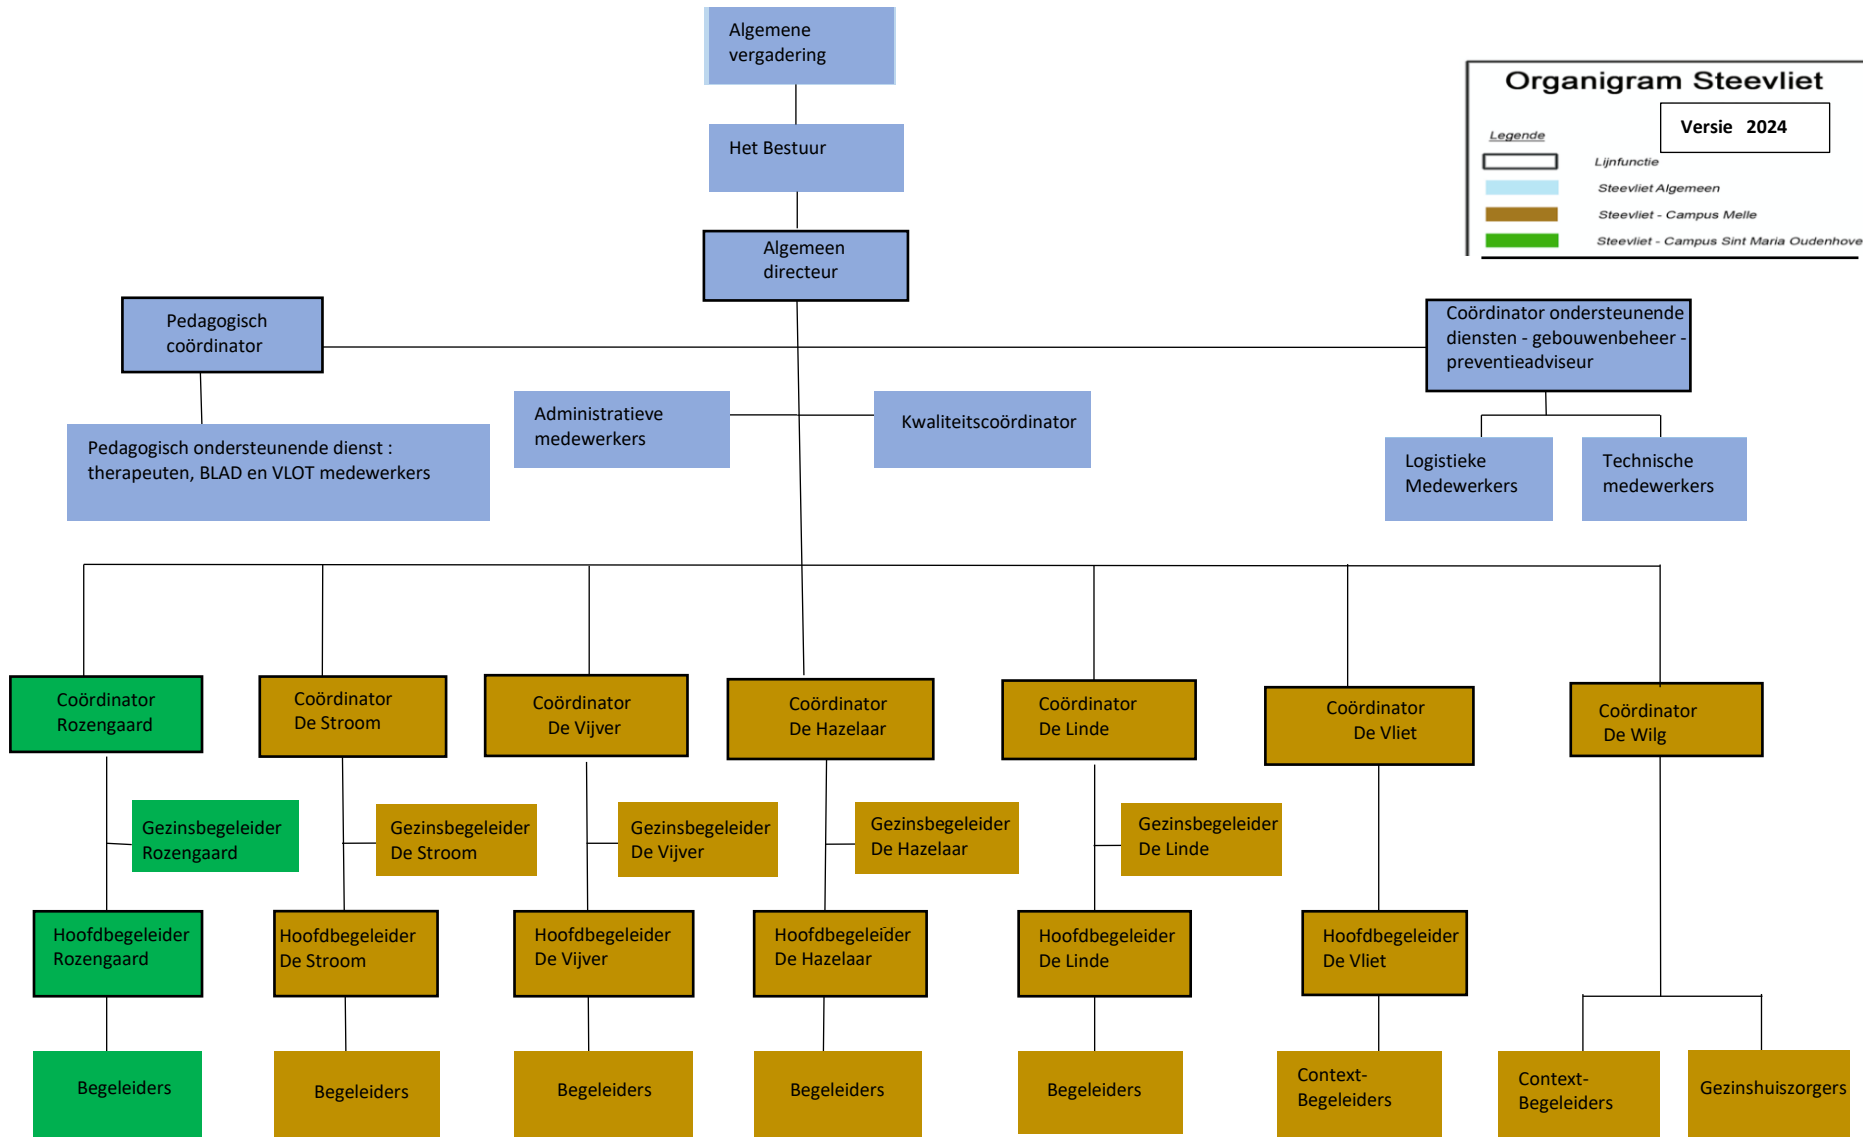 Algemene
vergadering
Organigram Steevliet
Versie 2024
Legende
Lijnfunctie
Steevliet Algemeen
Steevliet - Campus Melle
Steevliet - Campus Sint Maria Oudenhove
Het Bestuur
Algemeen
directeur
Pedagogisch
coördinator
Coördinator ondersteunende
diensten - gebouwenbeheer -
preventieadviseur
Administratieve
medewerkers
Kwaliteitscoördinator
Pedagogisch ondersteunende dienst :
therapeuten, BLAD en VLOT medewerkers
Logistieke
Medewerkers
Technische
medewerkers
Coördinator
Rozengaard
Coördinator
De Stroom
Coördinator
De Vijver
Coördinator
De Hazelaar
Coördinator
De Linde
Coördinator
De Vliet
Coördinator
De Wilg
Gezinsbegeleider
Rozengaard
Gezinsbegeleider
De Stroom
Gezinsbegeleider
De Vijver
Gezinsbegeleider
De Hazelaar
Gezinsbegeleider
De Linde
Hoofdbegeleider
Rozengaard
Hoofdbegeleider
De Stroom
Hoofdbegeleider
De Vijver
Hoofdbegeleider
De Hazelaar
Hoofdbegeleider
De Linde
Hoofdbegeleider
De Vliet
Begeleiders
Begeleiders
Begeleiders
Begeleiders
Begeleiders
Context-
Begeleiders
Context-
Begeleiders
Gezinshuiszorgers